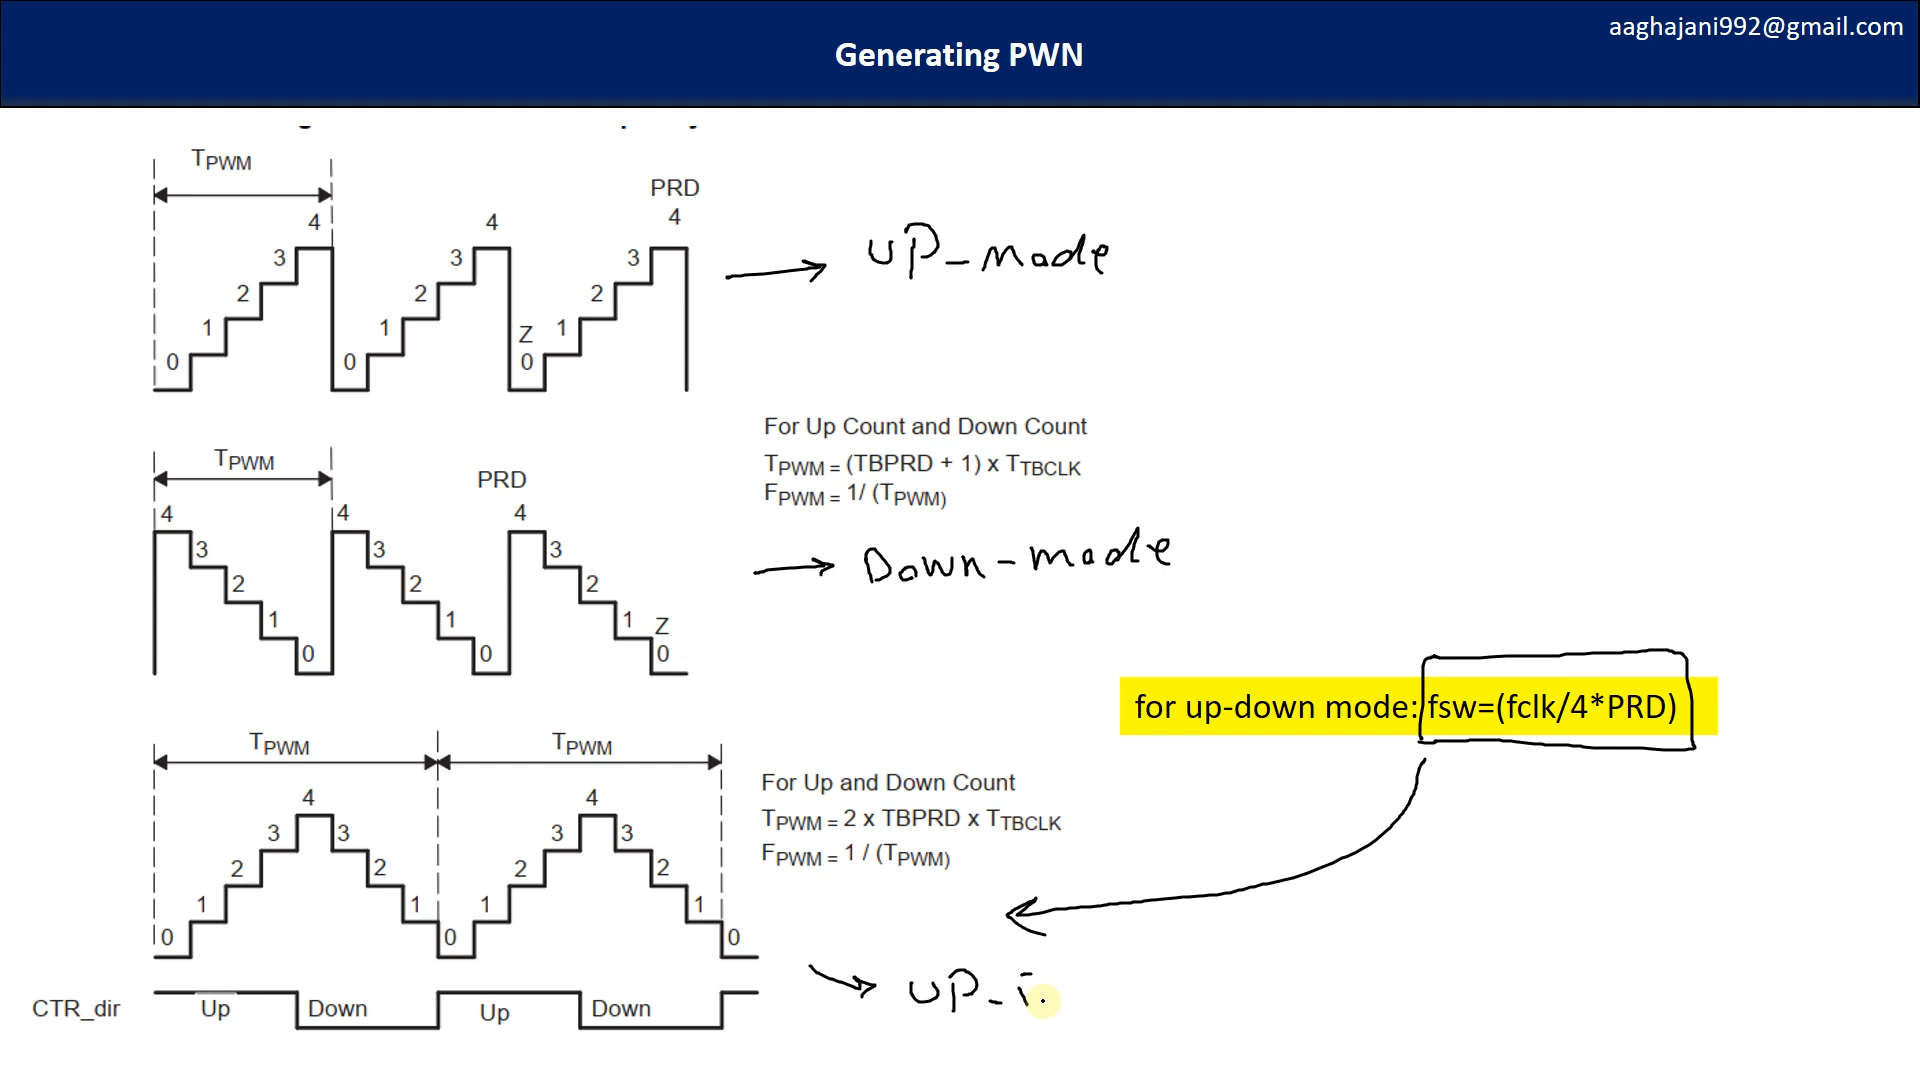 aaghajani992@gmail.com
Generating PWN
TPWM
PRD
4 4 4
3 3 3
2 2 2
1 1 Z 1
0 0 0
UP-Mode
For Up Count and Down Count
TPWM = (TBPRD + 1) x TTBCLK
FPWM = 1/ (TPWM)
TPWM
PRD
4 4 4
3 3 3
2 2 2
1 1 1 Z
0 0 0
Down-mode
for up-down mode: fsw=(fclk/4*PRD)
TPWM TPWM
4 4
3 3 3 3
2 2 2 2
1 1 1 1
0 0 0
For Up and Down Count
TPWM = 2 x TBPRD x TTBCLK
FPWM = 1 / (TPWM)
UP-
CTR_dir Up Down Up Down